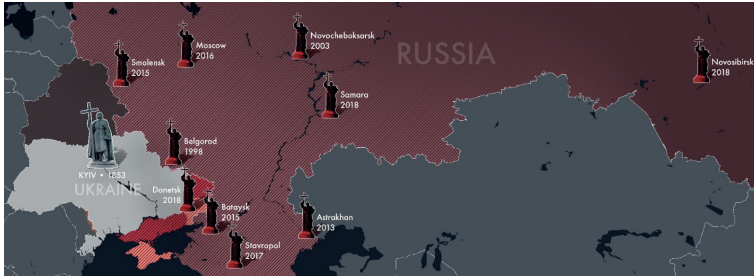 Novocheboksarsk
2003
Moscow
2016
RUSSIA
Smolensk
2015
Novosibirsk
2018
Samara
2018
Belgorod
1998
KYIV • 1853
UKRAINE
Donetsk
2018
Bataysk
2015
Astrakhan
2013
Stavropol
2017